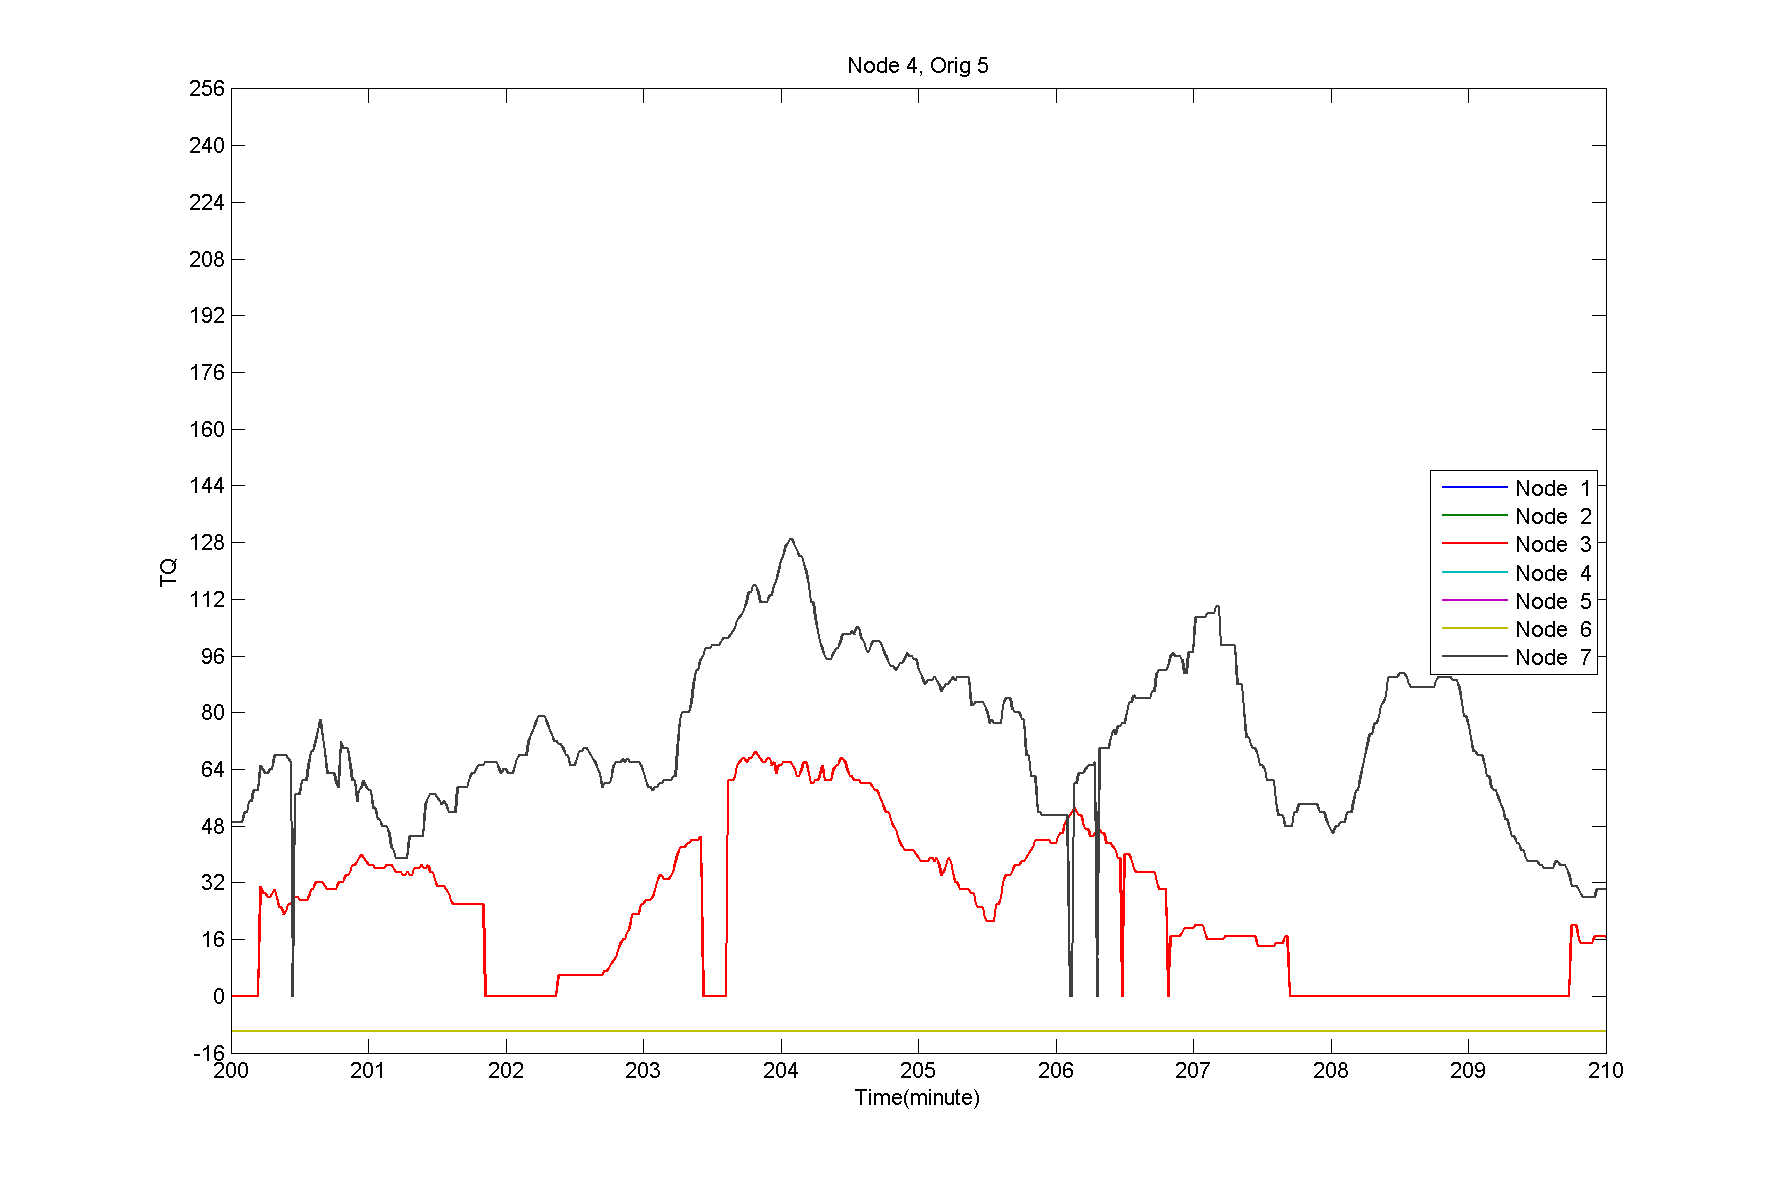 Node 4, Orig 5
256
240
224
208
192
176
160
144
128
112
96
80
64
48
32
16
0
-16
TQ
Node 1
Node 2
Node 3
Node 4
Node 5
Node 6
Node 7
200 201 202 203 204 205 206 207 208 209 210
Time(minute)